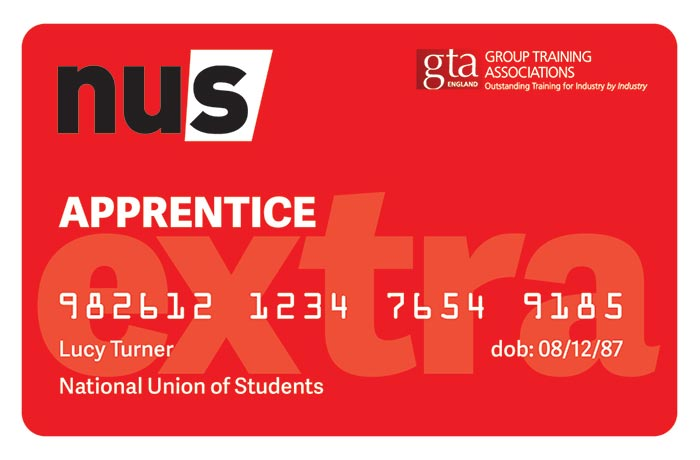 nus
gta
ENGLAND
GROUP TRAINING
ASSOCIATIONS
Outstanding Training for Industry by Industry
APPRENTICE
extra
982612 1234 7654 9185
Lucy Turner
dob: 08/12/87
National Union of Students